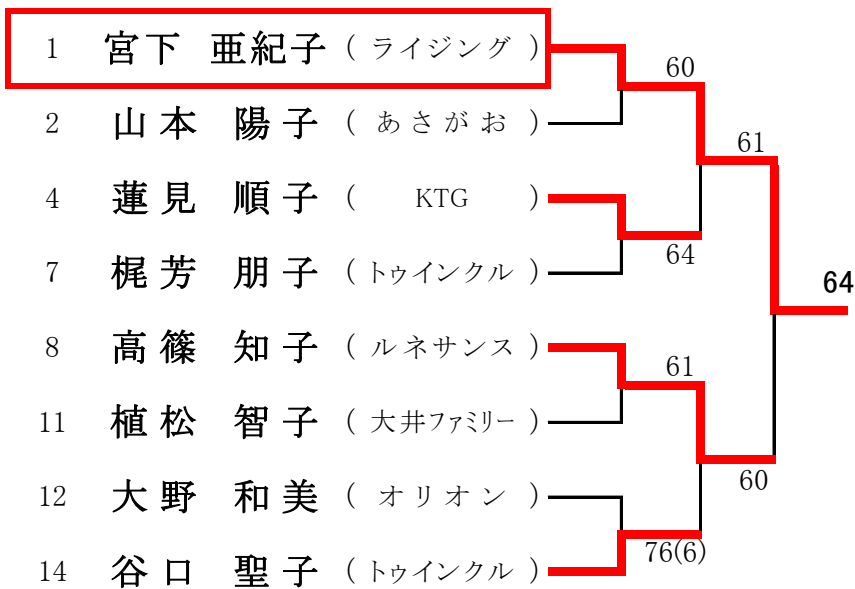 1 宮下 亜紀子 ( ライジング )
60
2 山本 陽子 ( あさがお )
61
4 蓮見 順子 ( KTG )
64
7 梶芳 朋子 ( トゥインクル )
64
8 高篠 知子 ( ルネサンス )
61
11 植松 智子 ( 大井ファミリー )
60
12 大野 和美 ( オリオン )
76(6)
14 谷口 聖子 ( トゥインクル )